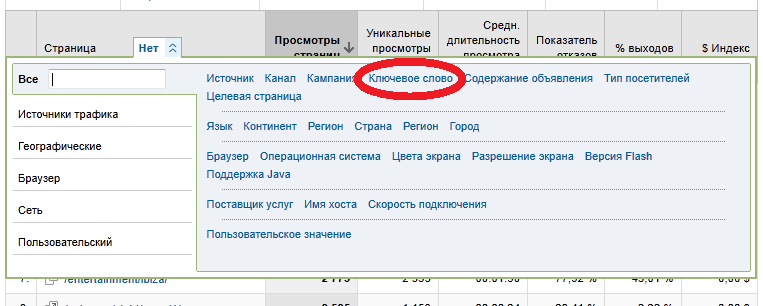 Страница Нет
Просмотры страниц
Уникальные просмотры
Средн. длительность просмотра
Показатель отказов
% выходов
$ Индекс
Все
Источник Канал Кампания Ключевое слово Содержание объявления Тип посетителей
Целевая страница
Источники трафика
Язык Континент Регион Страна Регион Город
Географические
Браузер Операционная система Цвета экрана Разрешение экрана Версия Flash
Поддержка Java
Браузер
Поставщик услуг Имя хоста Скорость подключения
Сеть
Пользовательское значение
Пользовательский
/entertainment/ibiza/